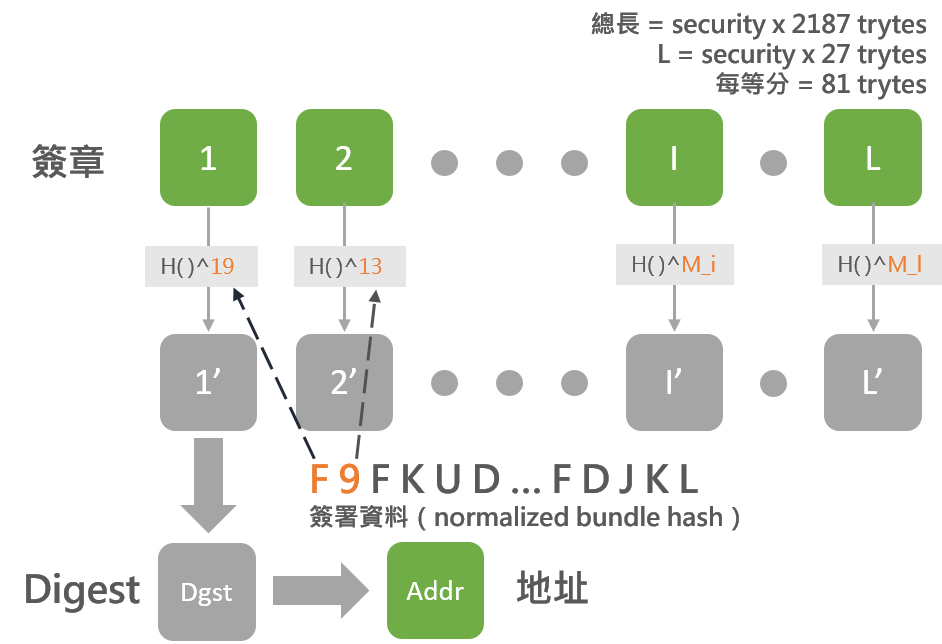 總長 = security x 2187 trytes
L = security x 27 trytes
每等分 = 81 trytes
簽章
1
2
I
L
H()^19
H()^13
H()^M_i
H()^M_l
1’
2’
I’
L’
F 9 F K U D ... F D J K L
簽署資料 ( normalized bundle hash )
Digest
Dgst
Addr
地址